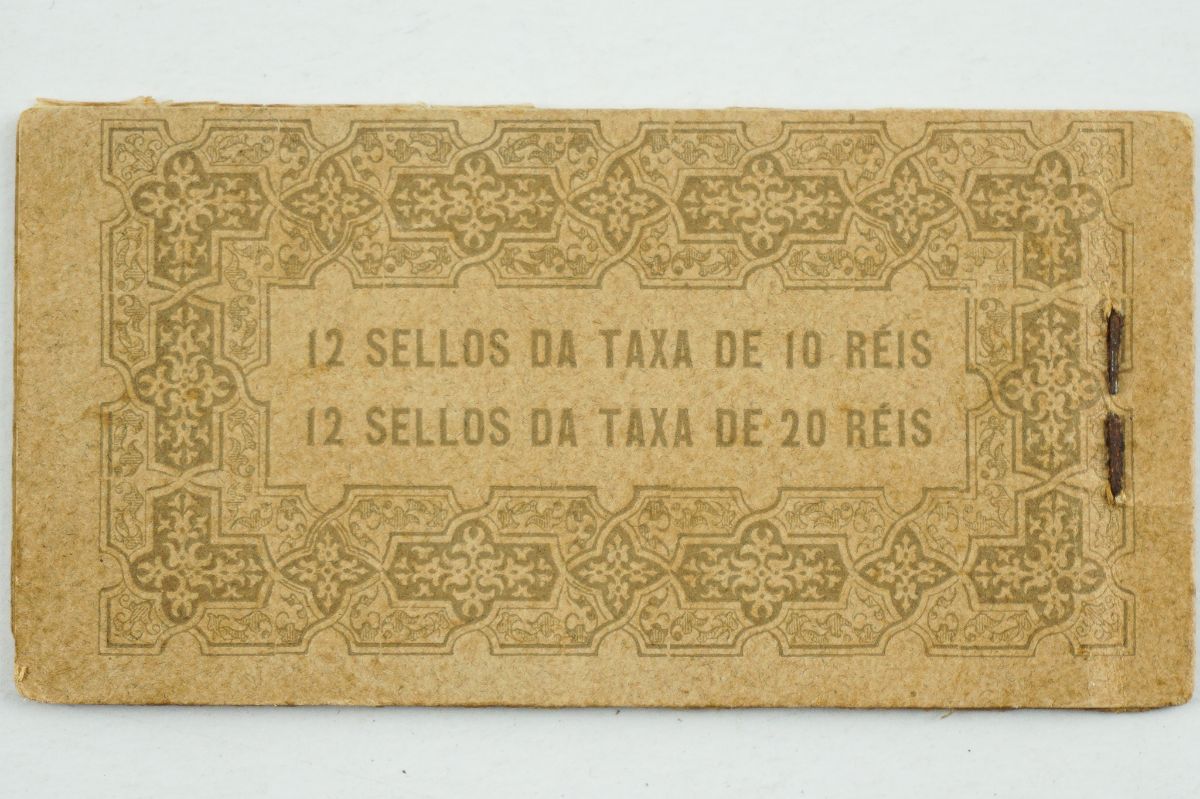 12 SELLOS DA TAXA DE 10 RÉIS
12 SELLOS DA TAXA DE 20 RÉIS